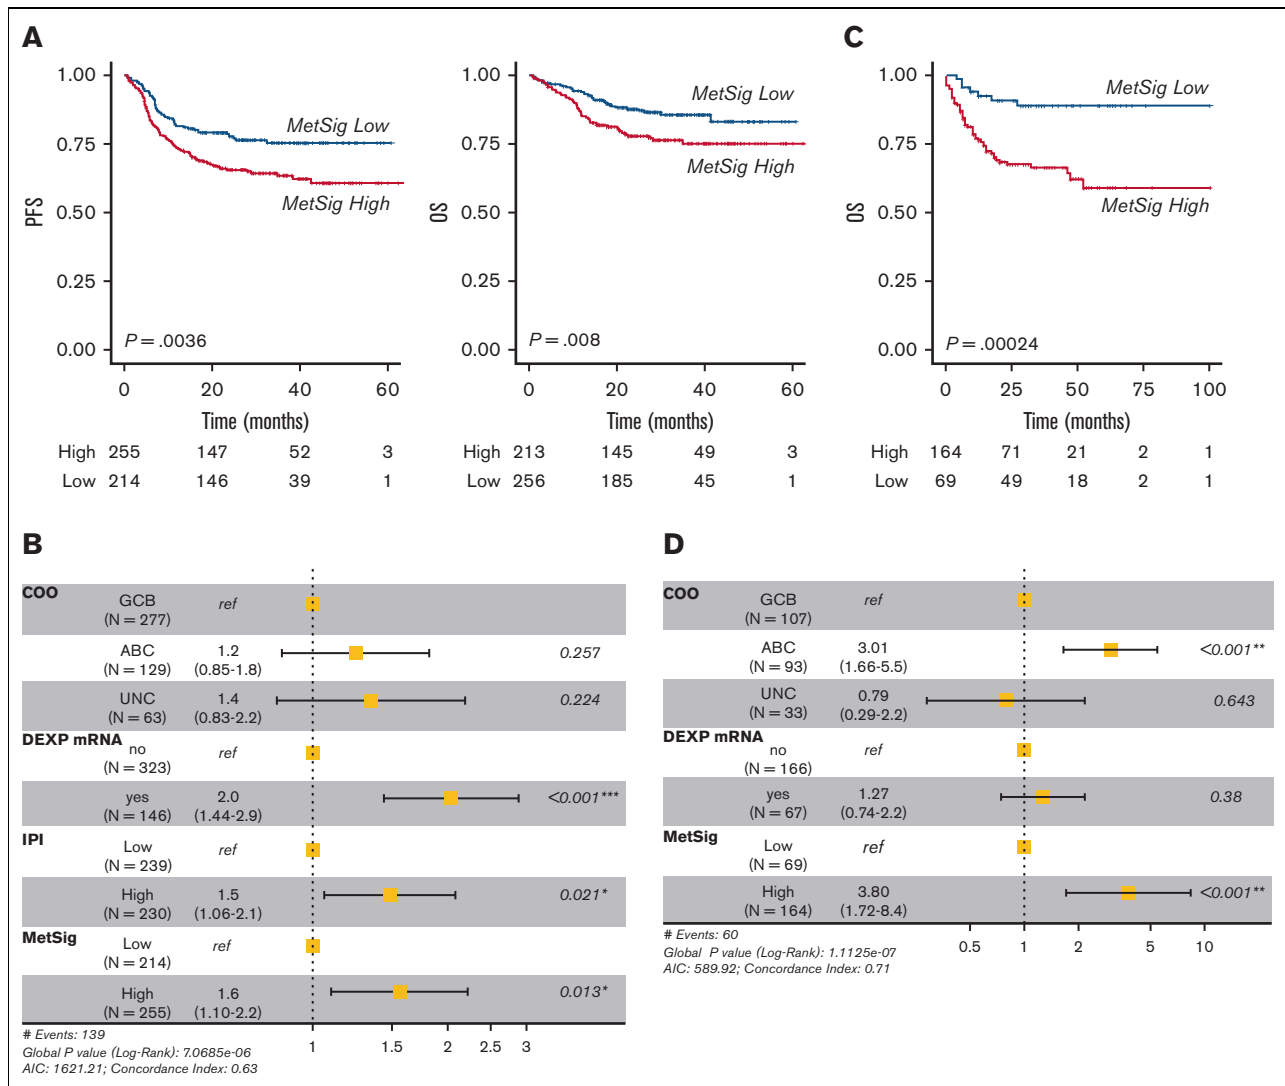 A
1.00
0.75
0.50
0.25
0.00
PFS
MetSig Low
MetSig High
P = .0036
0 20 40 60
Time (months)
High 255 147 52 3
Low 214 146 39 1
1.00
0.75
0.50
0.25
0.00
OS
MetSig Low
MetSig High
P = .008
0 20 40 60
Time (months)
High 213 145 49 3
Low 256 185 45 1
C
1.00
0.75
0.50
0.25
0.00
OS
MetSig Low
MetSig High
P = .00024
0 25 50 75 100
Time (months)
High 164 71 21 2 1
Low 69 49 18 2 1
B
COO
GCB ref
(N = 277)
ABC 1.2 0.257
(N = 129) (0.85-1.8)
UNC 1.4 0.224
(N = 63) (0.83-2.2)
DEXP mRNA
no ref
(N = 323)
yes 2.0 <0.001***
(N = 146) (1.44-2.9)
IPI
Low ref
(N = 239)
High 1.5 0.021*
(N = 230) (1.06-2.1)
MetSig
Low ref
(N = 214)
High 1.6 0.013*
(N = 255) (1.10-2.2)
# Events: 139
Global P value (Log-Rank): 7.0685e-06
AIC: 1621.21; Concordance Index: 0.63
1 1.5 2 2.5 3
D
COO
GCB ref
(N = 107)
ABC 3.01 <0.001**
(N = 93) (1.66-5.5)
UNC 0.79 0.643
(N = 33) (0.29-2.2)
DEXP mRNA
no ref
(N = 166)
yes 1.27 0.38
(N = 67) (0.74-2.2)
MetSig
Low ref
(N = 69)
High 3.80 <0.001**
(N = 164) (1.72-8.4)
# Events: 60
Global P value (Log-Rank): 1.1125e-07
AIC: 589.92; Concordance Index: 0.71
0.5 1 2 5 10